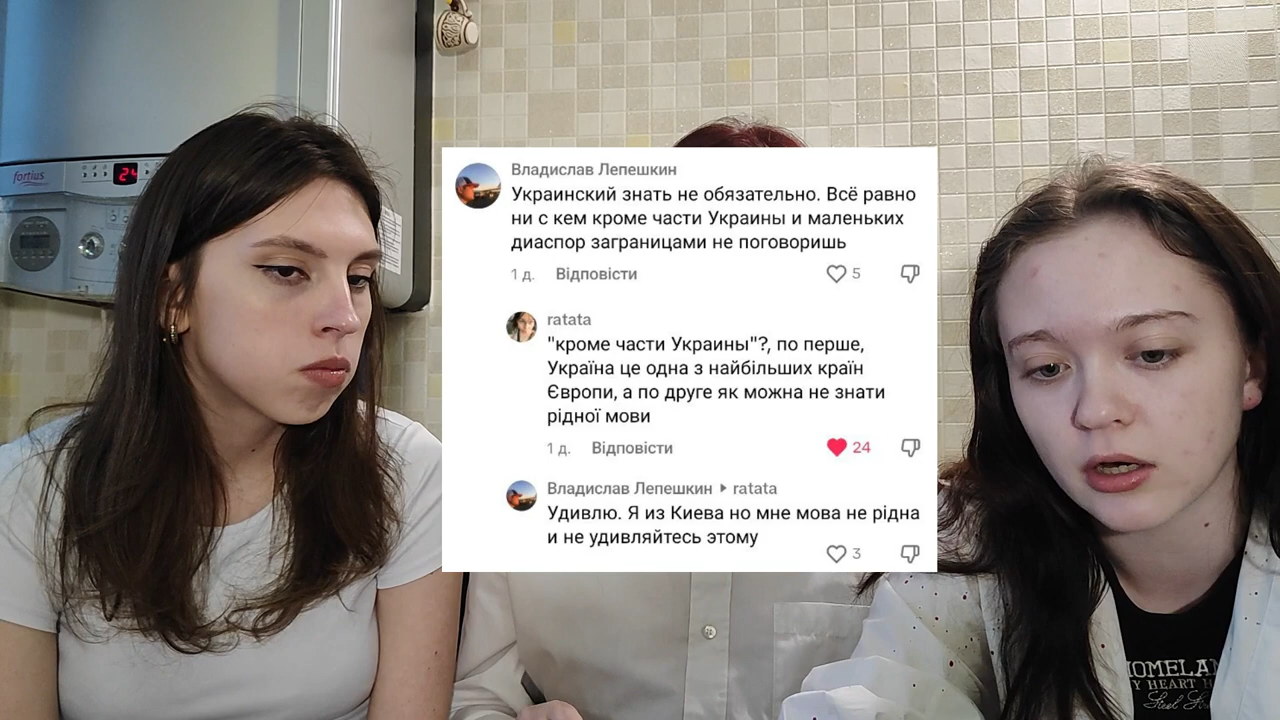 fortius
24
Владислав Лепешкин
Украинский знать не обязательно. Всё равно
ни с кем кроме части Украины и маленьких
диаспор заграницами не поговоришь
1 д. Відповісти 5
ratata
"кроме части Украины"?, по перше,
Україна це одна з найбільших країн
Європи, а по друге як можна не знати
рідної мови
1 д. Відповісти 24
Владислав Лепешкин ▸ ratata
Удивлю. Я из Киева но мне мова не рідна
и не удивляйтесь этому
3
HOMELAN
Y HEART H